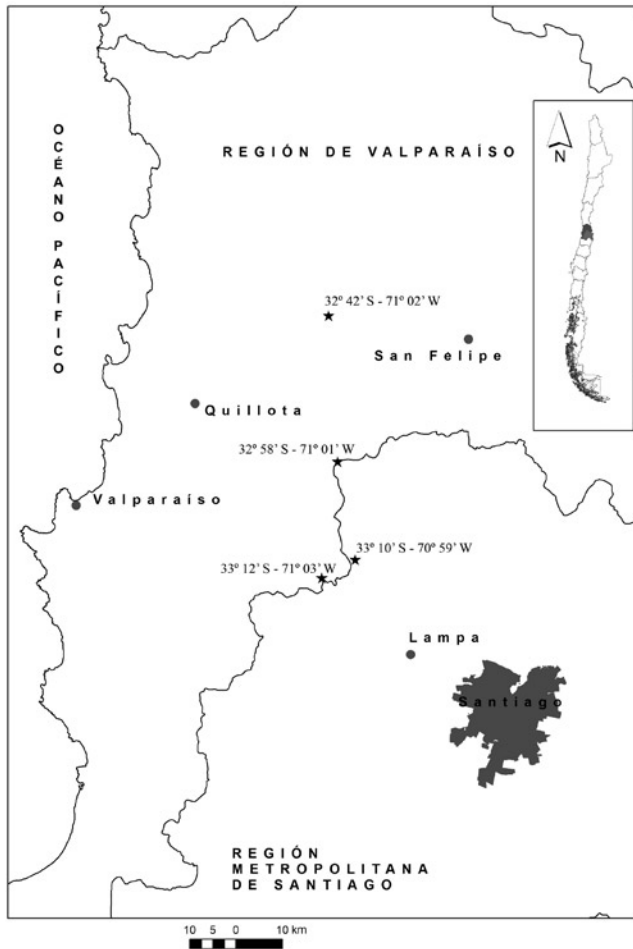 OCÉANO PACÍFICO
REGIÓN DE VALPARAÍSO
N
32º 42' S - 71º 02' W
San Felipe
Quillota
32º 58' S - 71º 01' W
Valparaíso
33º 10' S - 70º 59' W
33º 12' S - 71º 03' W
Lampa
Santiago
REGIÓN
METROPOLITANA
DE SANTIAGO
10 5 0 10 km